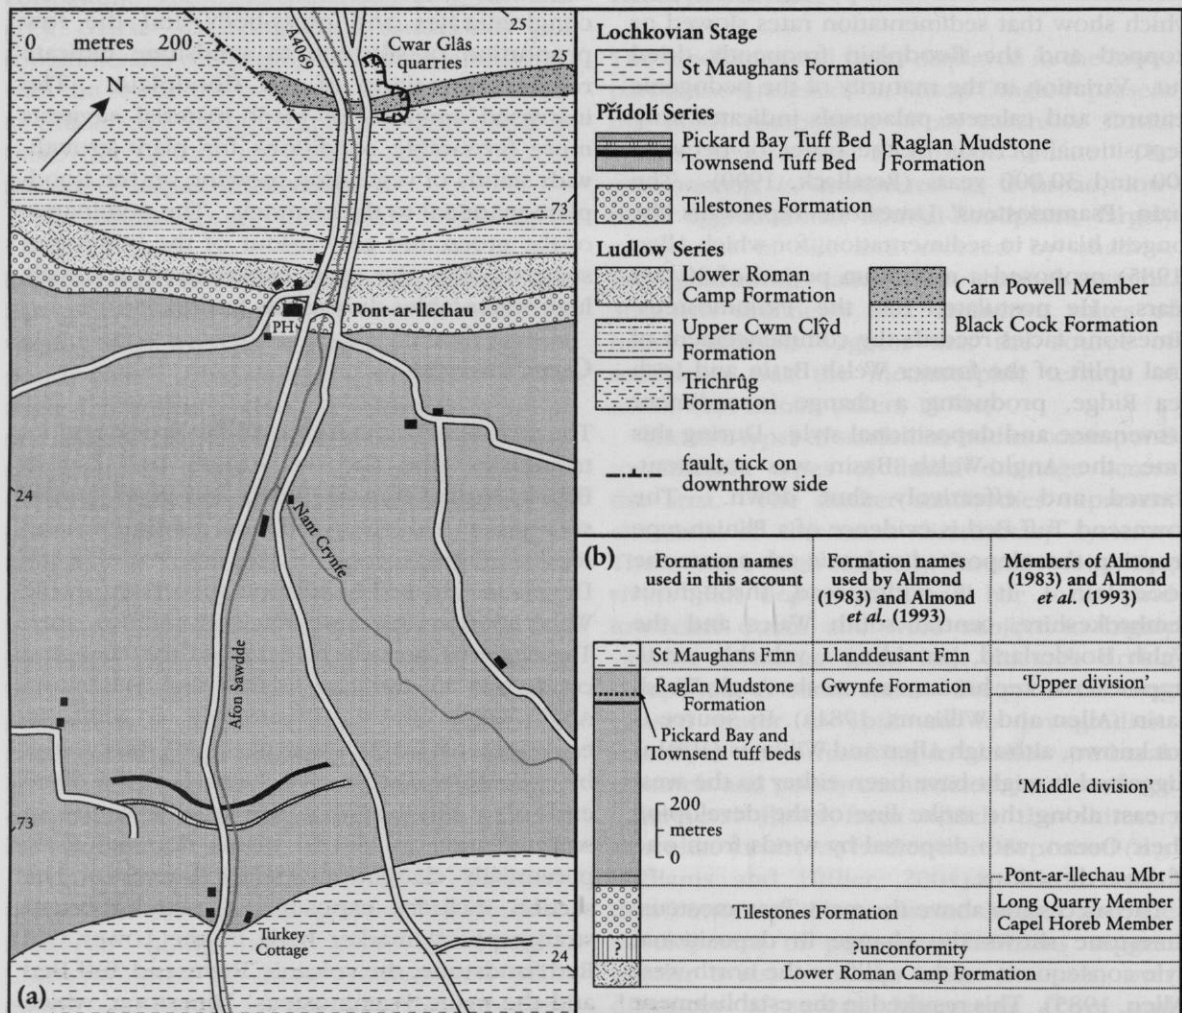 25
0 metres 200
A4069
Cwar Glâs
quarries
25
N
73
Pont-ar-llechau
PH
24
Nant Crynfe
Afon Sawdde
73
Turkey
Cottage
24
(a)
Lochkovian Stage
St Maughans Formation
Přídolí Series
Pickard Bay Tuff Bed
Townsend Tuff Bed
Raglan Mudstone
Formation
Tilestones Formation
Ludlow Series
Lower Roman
Camp Formation
Upper Cwm Clŷd
Formation
Trichrûg
Formation
Carn Powell Member
Black Cock Formation
fault, tick on
downthrow side
(b)
Formation names
used in this account
Formation names
used by Almond
(1983) and Almond
et al. (1993)
Members of Almond
(1983) and Almond
et al. (1993)
St Maughans Fmn
Llanddeusant Fmn
Raglan Mudstone
Formation
Gwynfe Formation
‘Upper division’
Pickard Bay and
Townsend tuff beds
‘Middle division’
200
metres
0
Pont-ar-llechau Mbr
Tilestones Formation
Long Quarry Member
Capel Horeb Member
?
?unconformity
Lower Roman Camp Formation